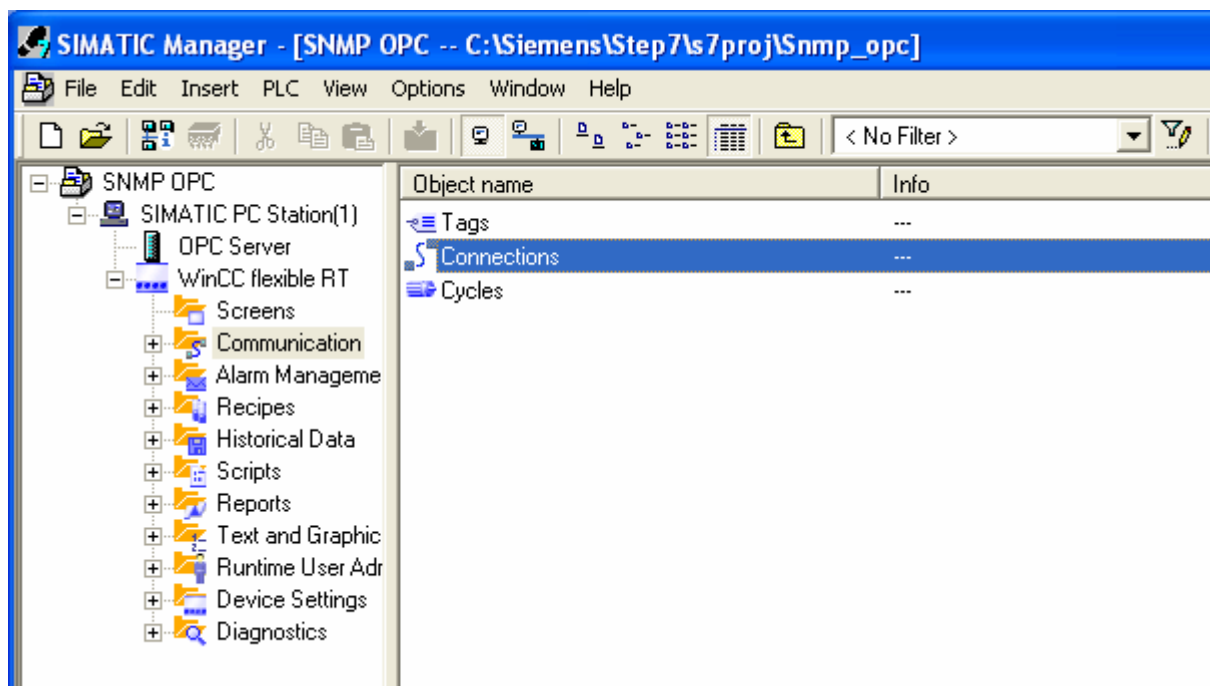 SIMATIC Manager - [SNMP OPC -- C:\Siemens\Step7\s7proj\Snmp_opc]
File Edit Insert PLC View Options Window Help
< No Filter >
SNMP OPC
SIMATIC PC Station(1)
OPC Server
WinCC flexible RT
Screens
Communication
Alarm Manageme
Recipes
Historical Data
Scripts
Reports
Text and Graphic
Runtime User Adr
Device Settings
Diagnostics
Object name Info
Tags ---
Connections ---
Cycles ---